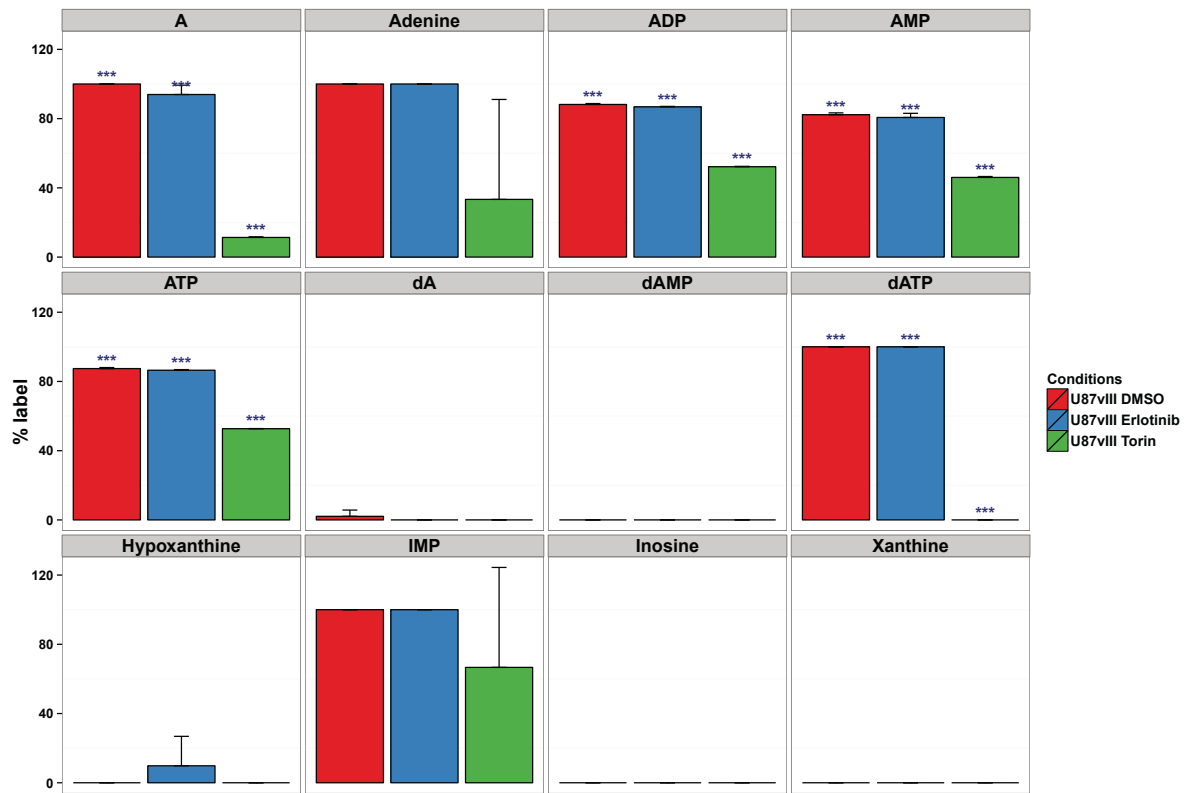 A Adenine ADP AMP
120
*** *** *** *** *** ***
80
*** ***
40
***
0
ATP dA dAMP dATP
120
*** *** *** ***
80
***
40
***
0
Hypoxanthine IMP Inosine Xanthine
120
80
40
0
% label
Conditions
U87vIII DMSO
U87vIII Erlotinib
U87vIII Torin